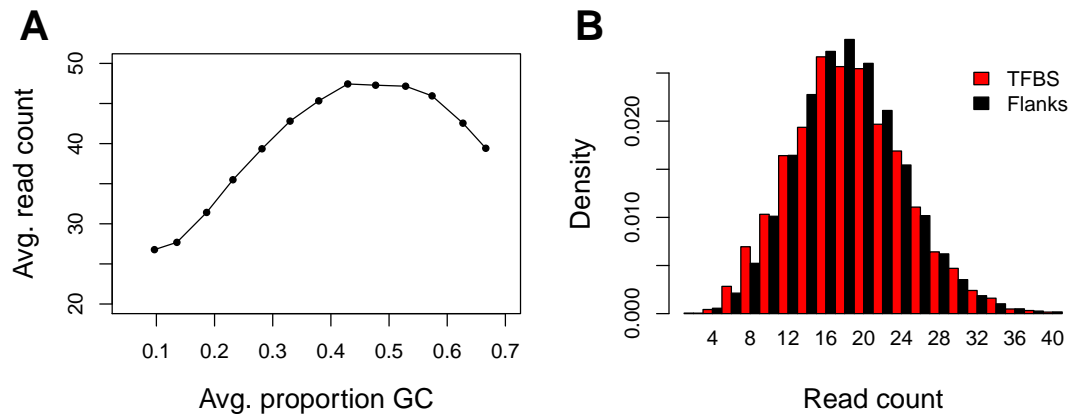 A
Avg. read count
50
40
30
20
0.1 0.2 0.3 0.4 0.5 0.6 0.7
Avg. proportion GC
B
Density
0.020
0.010
0.000
TFBS
Flanks
4 8 12 16 20 24 28 32 36 40
Read count